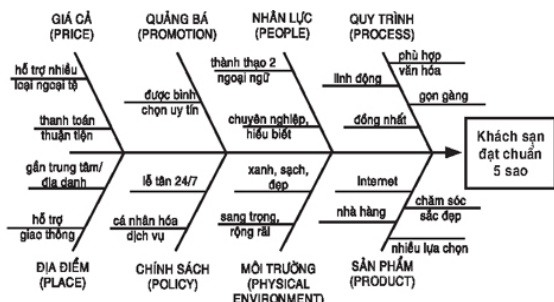 GIÁ CẢ
(PRICE)
QUẢNG BÁ
(PROMOTION)
NHÂN LỰC
(PEOPLE)
QUY TRÌNH
(PROCESS)
hỗ trợ nhiều
loại ngoại tệ
thanh toán
thuận tiện
được bình
chọn uy tín
thành thạo 2
ngoại ngữ
chuyên nghiệp,
hiểu biết
linh động
phù hợp
văn hóa
gọn gàng
đồng nhất
Khách sạn
đạt chuẩn
5 sao
gần trung tâm/
địa danh
hỗ trợ
giao thông
lễ tân 24/7
cá nhân hóa
dịch vụ
xanh, sạch,
đẹp
sang trọng,
rộng rãi
Internet
nhà hàng
chăm sóc
sắc đẹp
nhiều lựa chọn
ĐỊA ĐIỂM
(PLACE)
CHÍNH SÁCH
(POLICY)
MÔI TRƯỜNG
(PHYSICAL
ENVIRONMENT)
SẢN PHẨM
(PRODUCT)